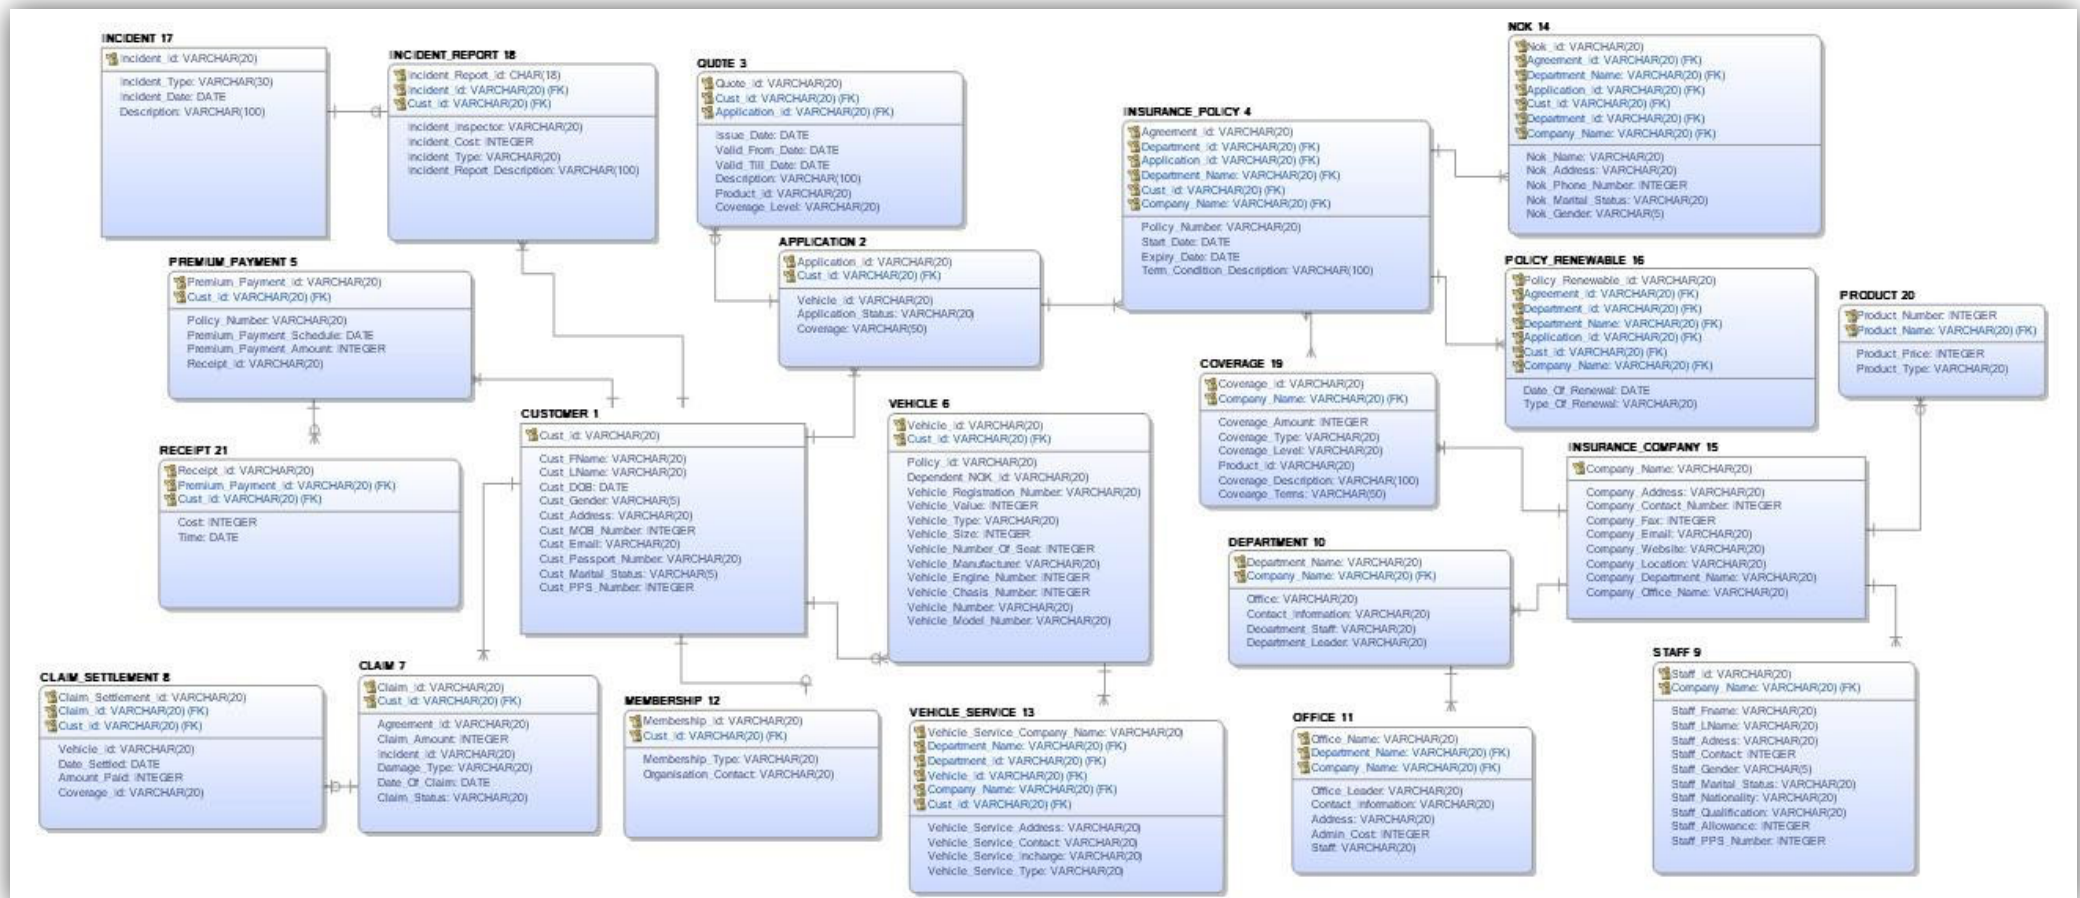 INCIDENT 17
Incident_Id: VARCHAR(20)
Incident_Type: VARCHAR(30)
Incident_Date: DATE
Description: VARCHAR(100)
INCIDENT_REPORT 18
Incident_Report_Id: CHAR(18)
Incident_Id: VARCHAR(20) (FK)
Cust_Id: VARCHAR(20) (FK)
Incident_Inspector: VARCHAR(20)
Incident_Cost: INTEGER
Incident_Type: VARCHAR(20)
Incident_Report_Description: VARCHAR(100)
QUOTE 3
Quote_Id: VARCHAR(20)
Cust_Id: VARCHAR(20) (FK)
Application_Id: VARCHAR(20) (FK)
Issue_Date: DATE
Valid_From_Date: DATE
Valid_Till_Date: DATE
Description: VARCHAR(100)
Product_Id: VARCHAR(20)
Coverage_Level: VARCHAR(20)
INSURANCE_POLICY 4
Agreement_Id: VARCHAR(20)
Department_Id: VARCHAR(20) (FK)
Application_Id: VARCHAR(20) (FK)
Department_Name: VARCHAR(20) (FK)
Cust_Id: VARCHAR(20) (FK)
Company_Name: VARCHAR(20) (FK)
Policy_Number: VARCHAR(20)
Start_Date: DATE
Expiry_Date: DATE
Term_Condition_Description: VARCHAR(100)
NOK 14
Nok_Id: VARCHAR(20)
Agreement_Id: VARCHAR(20) (FK)
Department_Name: VARCHAR(20) (FK)
Application_Id: VARCHAR(20) (FK)
Cust_Id: VARCHAR(20) (FK)
Department_Id: VARCHAR(20) (FK)
Company_Name: VARCHAR(20) (FK)
Nok_Name: VARCHAR(20)
Nok_Address: VARCHAR(20)
Nok_Phone_Number: INTEGER
Nok_Marital_Status: VARCHAR(20)
Nok_Gender: VARCHAR(5)
PREMIUM_PAYMENT 5
Premium_Payment_Id: VARCHAR(20)
Cust_Id: VARCHAR(20) (FK)
Policy_Number: VARCHAR(20)
Premium_Payment_Schedule: DATE
Premium_Payment_Amount: INTEGER
Receipt_Id: VARCHAR(20)
APPLICATION 2
Application_Id: VARCHAR(20)
Cust_Id: VARCHAR(20) (FK)
Vehicle_Id: VARCHAR(20)
Application_Status: VARCHAR(20)
Coverage: VARCHAR(50)
POLICY_RENEWABLE 16
Policy_Renewable_Id: VARCHAR(20)
Agreement_Id: VARCHAR(20) (FK)
Department_Id: VARCHAR(20) (FK)
Department_Name: VARCHAR(20) (FK)
Application_Id: VARCHAR(20) (FK)
Cust_Id: VARCHAR(20) (FK)
Company_Name: VARCHAR(20) (FK)
Date_Of_Renewal: DATE
Type_Of_Renewal: VARCHAR(20)
PRODUCT 20
Product_Number: INTEGER
Product_Name: VARCHAR(20) (FK)
Product_Price: INTEGER
Product_Type: VARCHAR(20)
COVERAGE 19
Coverage_Id: VARCHAR(20)
Company_Name: VARCHAR(20) (FK)
Coverage_Amount: INTEGER
Coverage_Type: VARCHAR(20)
Coverage_Level: VARCHAR(20)
Product_Id: VARCHAR(20)
Coverage_Description: VARCHAR(100)
Covearge_Terms: VARCHAR(50)
RECEIPT 21
Receipt_Id: VARCHAR(20)
Premium_Payment_Id: VARCHAR(20) (FK)
Cust_Id: VARCHAR(20) (FK)
Cost: INTEGER
Time: DATE
CUSTOMER 1
Cust_Id: VARCHAR(20)
Cust_FName: VARCHAR(20)
Cust_LName: VARCHAR(20)
Cust_DOB: DATE
Cust_Gender: VARCHAR(5)
Cust_Address: VARCHAR(20)
Cust_MOB_Number: INTEGER
Cust_Email: VARCHAR(20)
Cust_Passport_Number: VARCHAR(20)
Cust_Marital_Status: VARCHAR(5)
Cust_PPS_Number: INTEGER
VEHICLE 6
Vehicle_Id: VARCHAR(20)
Cust_Id: VARCHAR(20) (FK)
Policy_Id: VARCHAR(20)
Dependent_NOK_Id: VARCHAR(20)
Vehicle_Registration_Number: VARCHAR(20)
Vehicle_Value: INTEGER
Vehicle_Type: VARCHAR(20)
Vehicle_Size: INTEGER
Vehicle_Number_Of_Seat: INTEGER
Vehicle_Manufacturer: VARCHAR(20)
Vehicle_Engine_Number: INTEGER
Vehicle_Chasis_Number: INTEGER
Vehicle_Number: VARCHAR(20)
Vehicle_Model_Number: VARCHAR(20)
INSURANCE_COMPANY 15
Company_Name: VARCHAR(20)
Company_Address: VARCHAR(20)
Company_Contact_Number: INTEGER
Company_Fax: INTEGER
Company_Email: VARCHAR(20)
Company_Website: VARCHAR(20)
Company_Location: VARCHAR(20)
Company_Department_Name: VARCHAR(20)
Company_Office_Name: VARCHAR(20)
DEPARTMENT 10
Department_Name: VARCHAR(20)
Company_Name: VARCHAR(20) (FK)
Office: VARCHAR(20)
Contact_Information: VARCHAR(20)
Department_Staff: VARCHAR(20)
Department_Leader: VARCHAR(20)
CLAIM_SETTLEMENT 8
Claim_Settlement_Id: VARCHAR(20)
Claim_Id: VARCHAR(20) (FK)
Cust_Id: VARCHAR(20) (FK)
Vehicle_Id: VARCHAR(20)
Date_Settled: DATE
Amount_Paid: INTEGER
Coverage_Id: VARCHAR(20)
CLAIM 7
Claim_Id: VARCHAR(20)
Cust_Id: VARCHAR(20) (FK)
Agreement_Id: VARCHAR(20)
Claim_Amount: INTEGER
Incident_Id: VARCHAR(20)
Damage_Type: VARCHAR(20)
Date_Of_Claim: DATE
Claim_Status: VARCHAR(20)
MEMBERSHIP 12
Membership_Id: VARCHAR(20)
Cust_Id: VARCHAR(20) (FK)
Membership_Type: VARCHAR(20)
Organisation_Contact: VARCHAR(20)
VEHICLE_SERVICE 13
Vehicle_Service_Company_Name: VARCHAR(20)
Department_Name: VARCHAR(20) (FK)
Department_Id: VARCHAR(20) (FK)
Vehicle_Id: VARCHAR(20) (FK)
Company_Name: VARCHAR(20) (FK)
Cust_Id: VARCHAR(20) (FK)
Vehicle_Service_Address: VARCHAR(20)
Vehicle_Service_Contact: VARCHAR(20)
Vehicle_Service_Incharge: VARCHAR(20)
Vehicle_Service_Type: VARCHAR(20)
OFFICE 11
Office_Name: VARCHAR(20)
Department_Name: VARCHAR(20) (FK)
Company_Name: VARCHAR(20) (FK)
Office_Leader: VARCHAR(20)
Contact_Information: VARCHAR(20)
Address: VARCHAR(20)
Admin_Cost: INTEGER
Staff: VARCHAR(20)
STAFF 9
Staff_Id: VARCHAR(20)
Company_Name: VARCHAR(20) (FK)
Staff_Fname: VARCHAR(20)
Staff_LName: VARCHAR(20)
Staff_Adress: VARCHAR(20)
Staff_Contact: INTEGER
Staff_Gender: VARCHAR(5)
Staff_Marital_Status: VARCHAR(20)
Staff_Nationality: VARCHAR(20)
Staff_Qualification: VARCHAR(20)
Staff_Allowance: INTEGER
Staff_PPS_Number: INTEGER